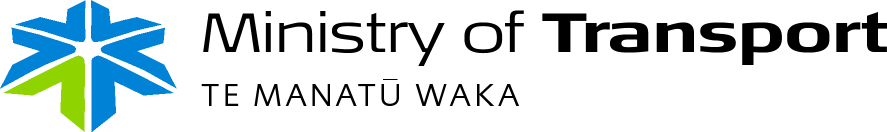 Ministry of Transport
TE MANATŪ WAKA